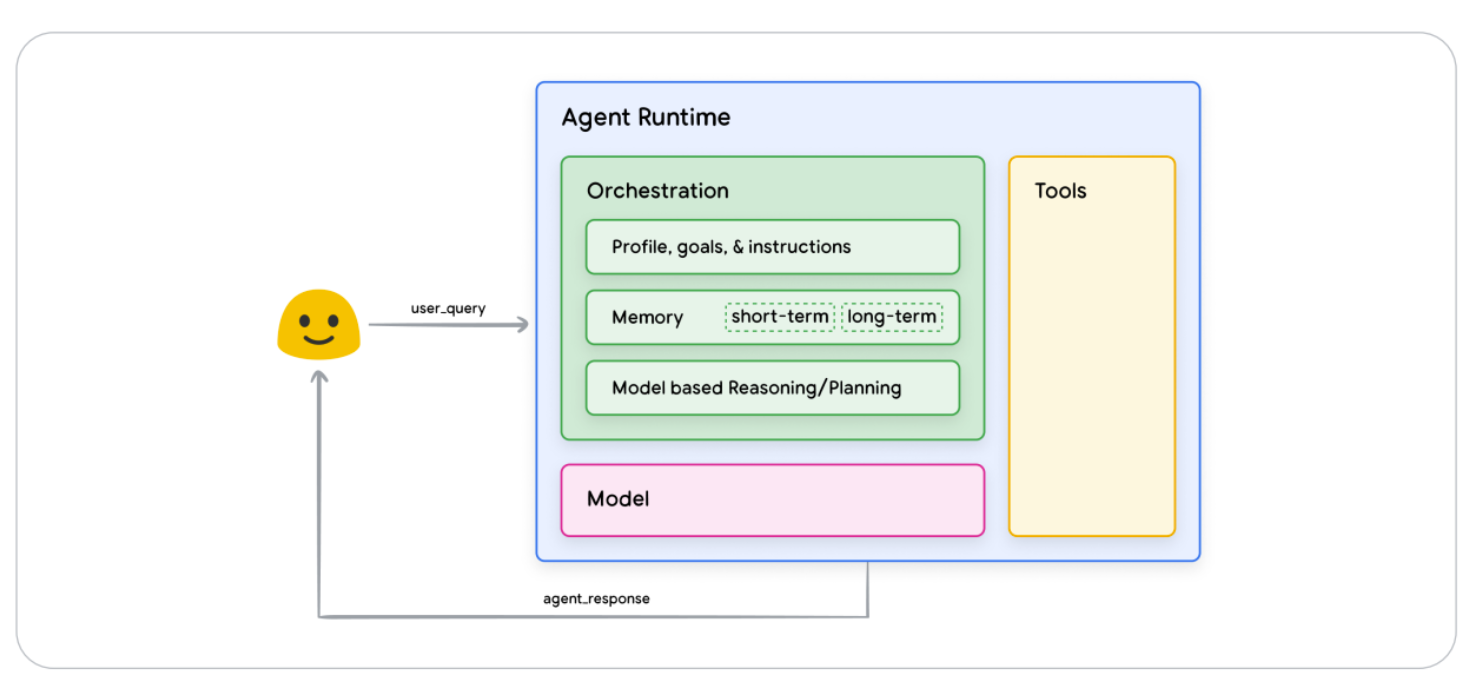 Agent Runtime
Orchestration
Tools
Profile, goals, & instructions
user_query
Memory short-term long-term
Model based Reasoning/Planning
Model
agent_response